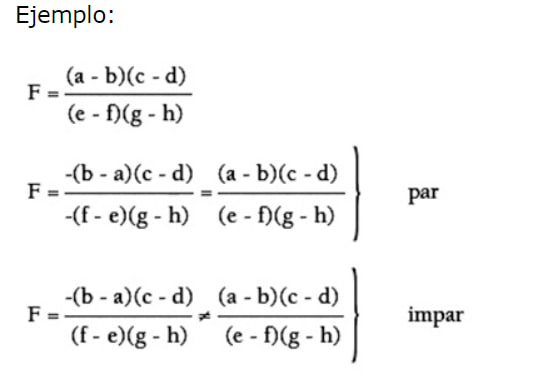 Ejemplo:
F = (a - b)(c - d) / (e - f)(g - h)
F = -(b - a)(c - d) / -(f - e)(g - h) = (a - b)(c - d) / (e - f)(g - h) } par
F = -(b - a)(c - d) / (f - e)(g - h) ≠ (a - b)(c - d) / (e - f)(g - h) } impar